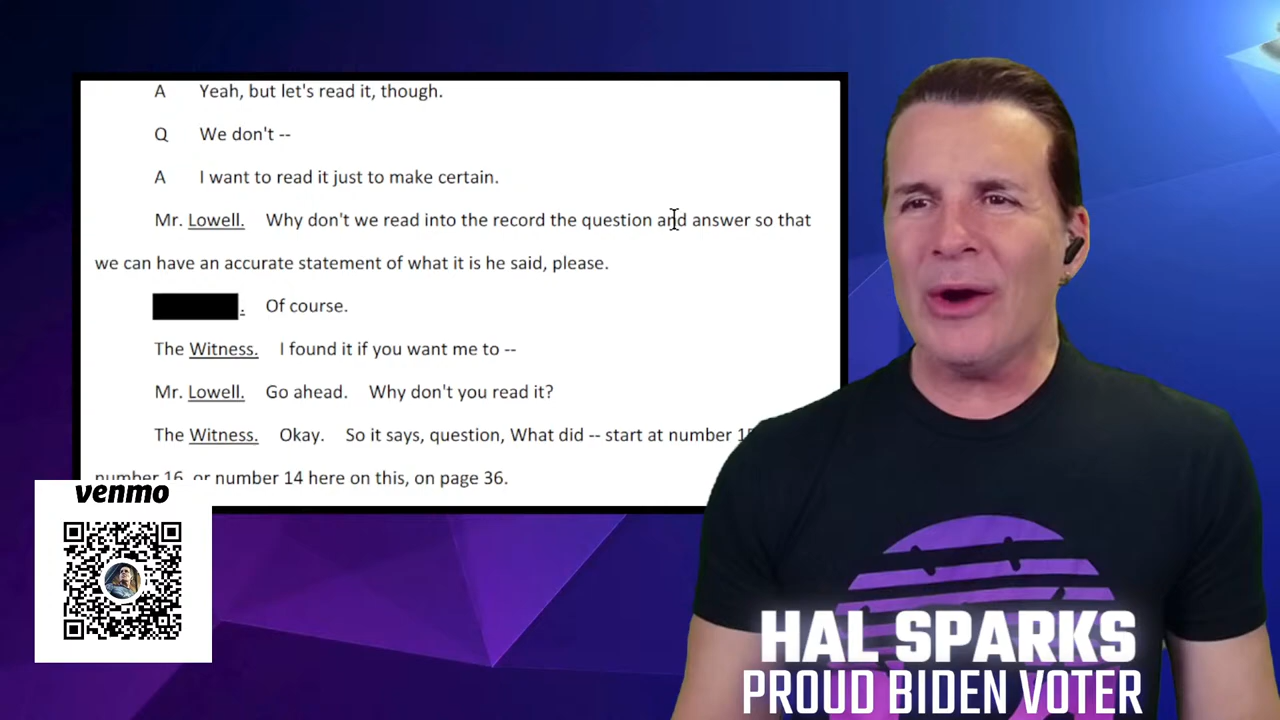 A Yeah, but let's read it, though.
Q We don't --
A I want to read it just to make certain.
Mr. Lowell. Why don't we read into the record the question and answer so that
we can have an accurate statement of what it is he said, please.
. Of course.
The Witness. I found it if you want me to --
Mr. Lowell. Go ahead. Why don't you read it?
The Witness. Okay. So it says, question, What did -- start at number
number 16, or number 14 here on this, on page 36.
venmo
HAL SPARKS
PROUD BIDEN VOTER